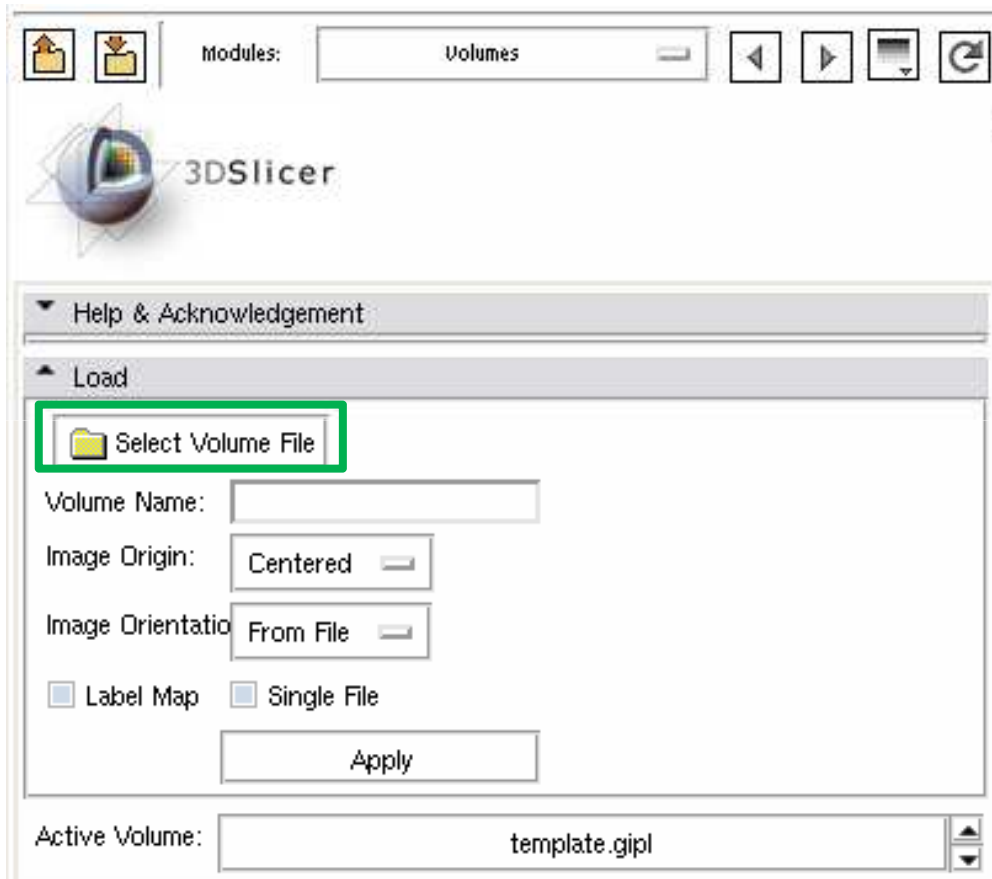 Modules: Volumes
3DSlicer
Help & Acknowledgement
Load
Select Volume File
Volume Name:
Image Origin: Centered
Image Orientatio From File
Label Map Single File
Apply
Active Volume: template.gipl